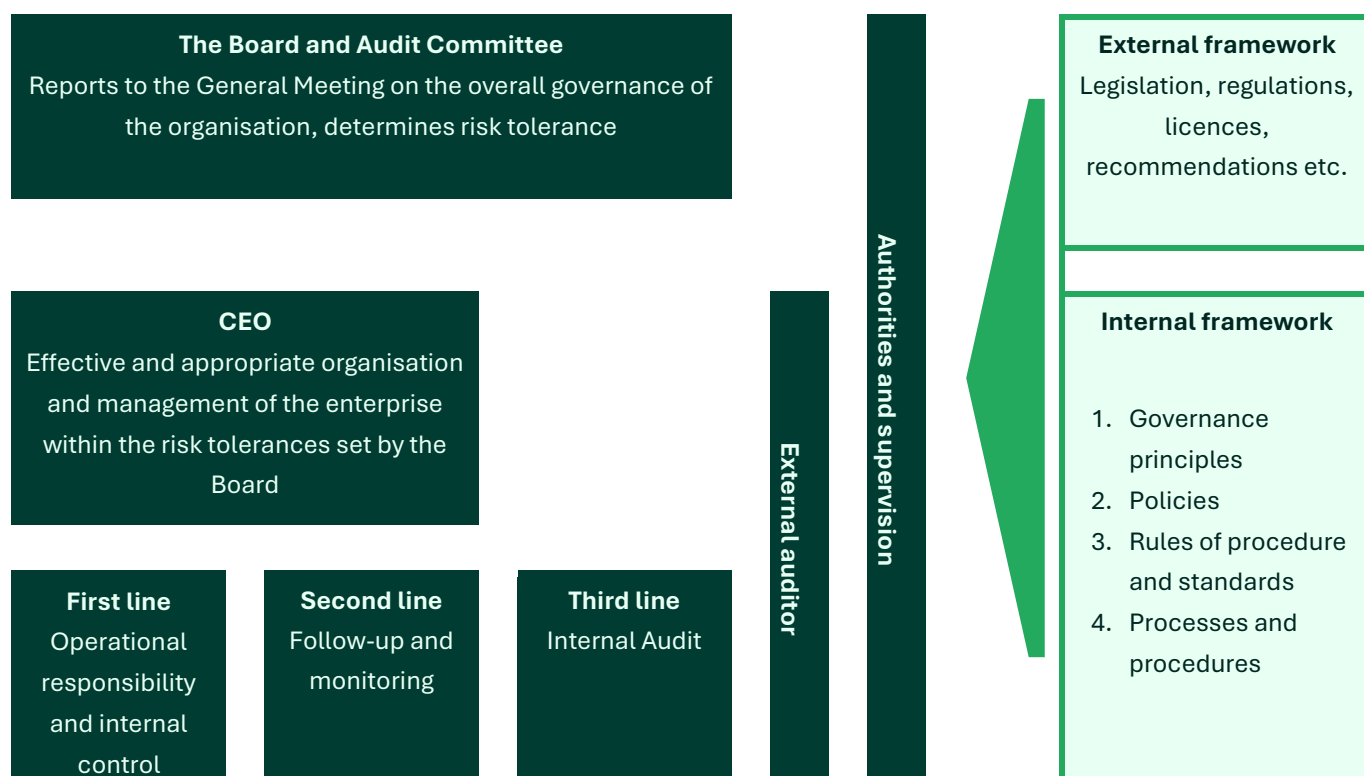 The Board and Audit Committee
Reports to the General Meeting on the overall governance of
the organisation, determines risk tolerance
CEO
Effective and appropriate organisation
and management of the enterprise
within the risk tolerances set by the
Board
First line
Operational
responsibility
and internal
control
Second line
Follow-up and
monitoring
Third line
Internal Audit
External auditor
Authorities and supervision
External framework
Legislation, regulations,
licences,
recommendations etc.
Internal framework
1. Governance
principles
2. Policies
3. Rules of procedure
and standards
4. Processes and
procedures